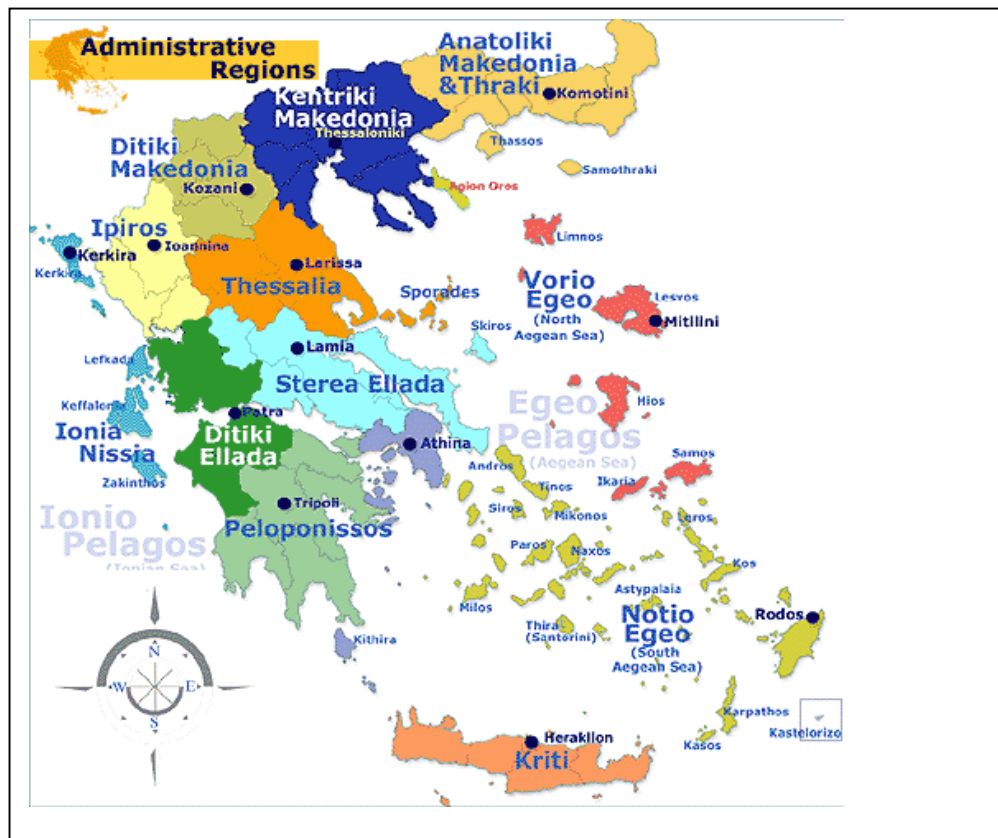 Administrative
Regions
Anatoliki
Makedonia
&Thraki
Komotini
Kentriki
Makedonia
Thessaloniki
Thassos
Samothraki
Ditiki
Makedonia
Kozani
Agion Oros
Ipiros
Ioannina
Kerkira
Kerkira
Limnos
Larissa
Thessalia
Sporades
Vorio
Egeo
(North
Aegean Sea)
Lesvos
Mitilini
Skiros
Lamia
Lefkada
Sterea Ellada
Keffalonia
Patra
Egeo
Pelagos
(Aegean Sea)
Hios
Ionia
Nissia
Ditiki
Ellada
Athina
Zakinthos
Andros
Samos
Tinos
Ikaria
Siros
Mikonos
Leros
Tripoli
Peloponissos
Ionio
Pelagos
(Ionian Sea)
Paros
Naxos
Kos
Milos
Astypalaia
Thira
(Santorini)
Notio
Egeo
(South
Aegean Sea)
Rodos
Kithira
N
W
E
S
Karpathos
Kasos
Kastelorizo
Heraklion
Kriti